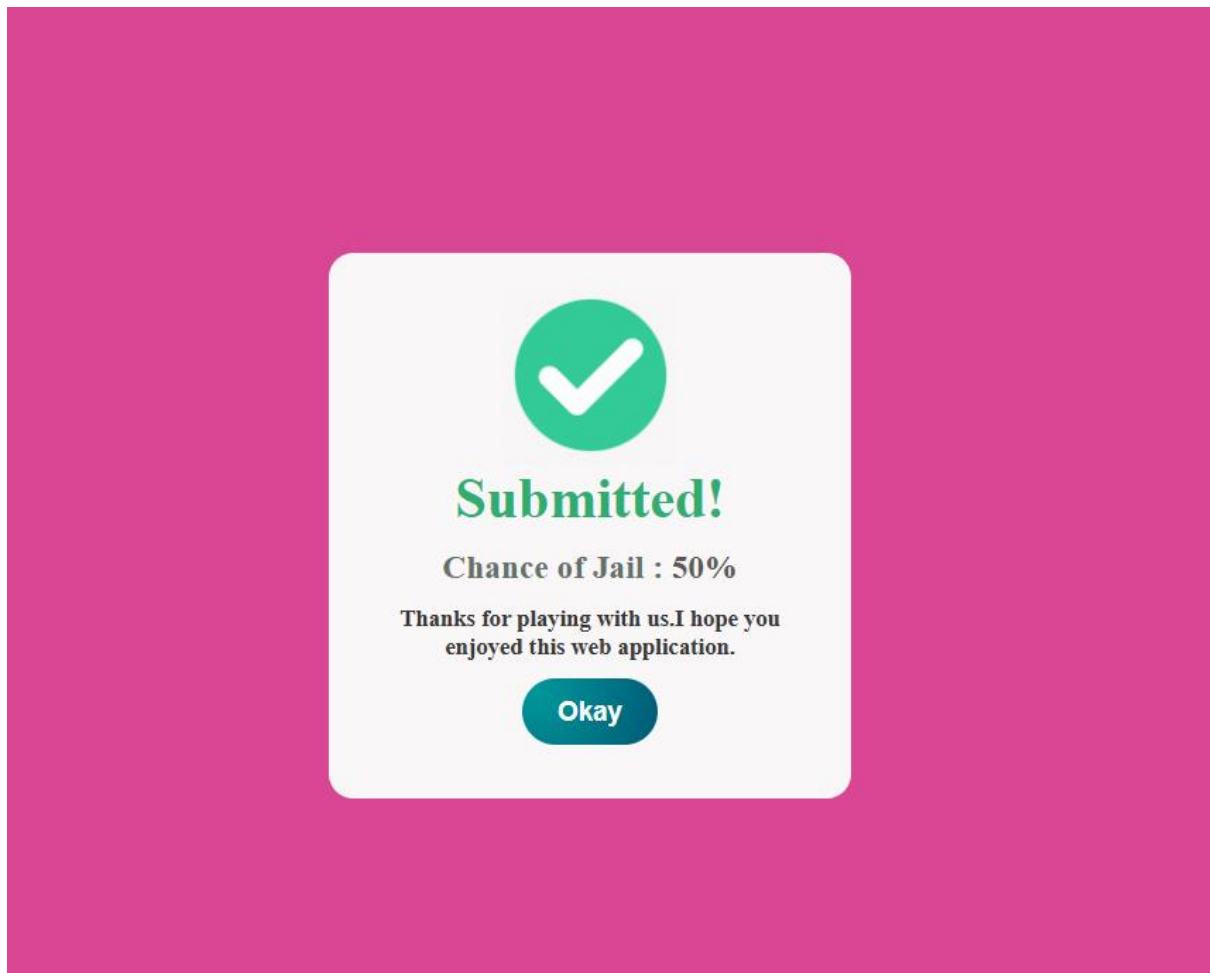 Submitted!
Chance of Jail : 50%
Thanks for playing with us.I hope you
enjoyed this web application.
Okay